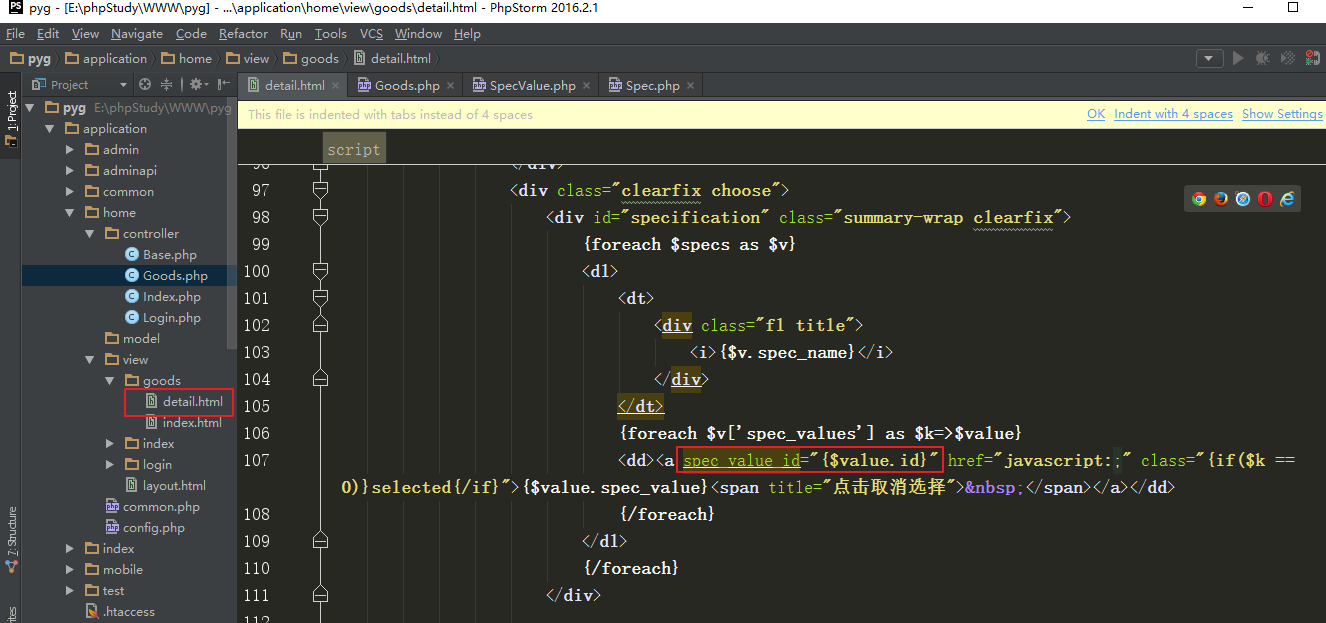 pyg - [E:\phpStudy\WWW\pyg] - ...\application\home\view\goods\detail.html - PhpStorm 2016.2.1
File Edit View Navigate Code Refactor Run Tools VCS Window Help
pyg application home view goods detail.html
Project
detail.html Goods.php SpecValue.php Spec.php
1: Project
7: Structure
pyg E:\phpStudy\WWW\pyg
application
admin
adminapi
common
home
controller
Base.php
Goods.php
Index.php
Login.php
model
view
goods
detail.html
index.html
index
login
layout.html
common.php
config.php
index
mobile
test
.htaccess
This file is indented with tabs instead of 4 spaces OK Indent with 4 spaces Show Settings
script
96 </div>
97 <div class="clearfix choose">
98 <div id="specification" class="summary-wrap clearfix">
99 {foreach $specs as $v}
100 <dl>
101 <dt>
102 <div class="fl title">
103 <i>{$v.spec_name}</i>
104 </div>
105 </dt>
106 {foreach $v['spec_values'] as $k=>$value}
107 <dd><a spec_value_id="{$value.id}" href="javascript:;" class="{if($k ==
0)}selected{/if}">{$value.spec_value}<span title="点击取消选择">&nbsp;</span></a></dd>
108 {/foreach}
109 </dl>
110 {/foreach}
111 </div>
112